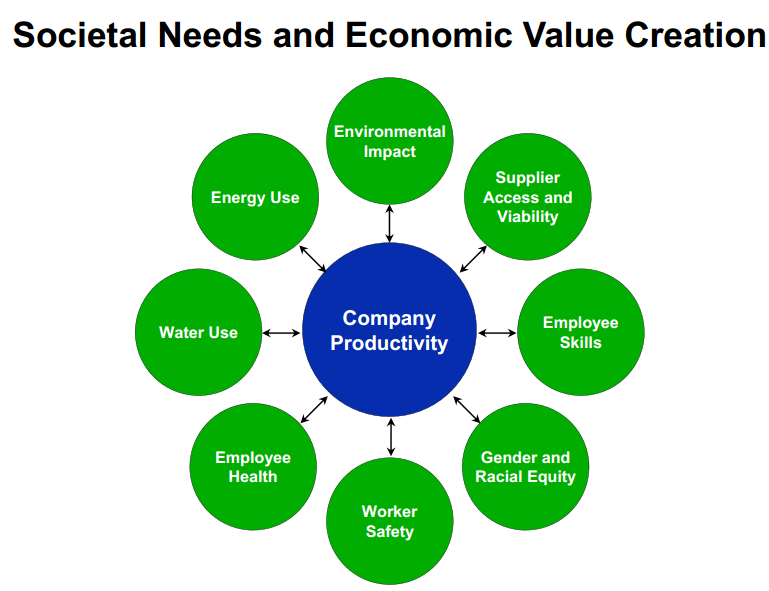 Societal Needs and Economic Value Creation
Environmental
Impact
Supplier
Access and
Viability
Energy Use
Company
Productivity
Employee
Skills
Water Use
Gender and
Racial Equity
Employee
Health
Worker
Safety